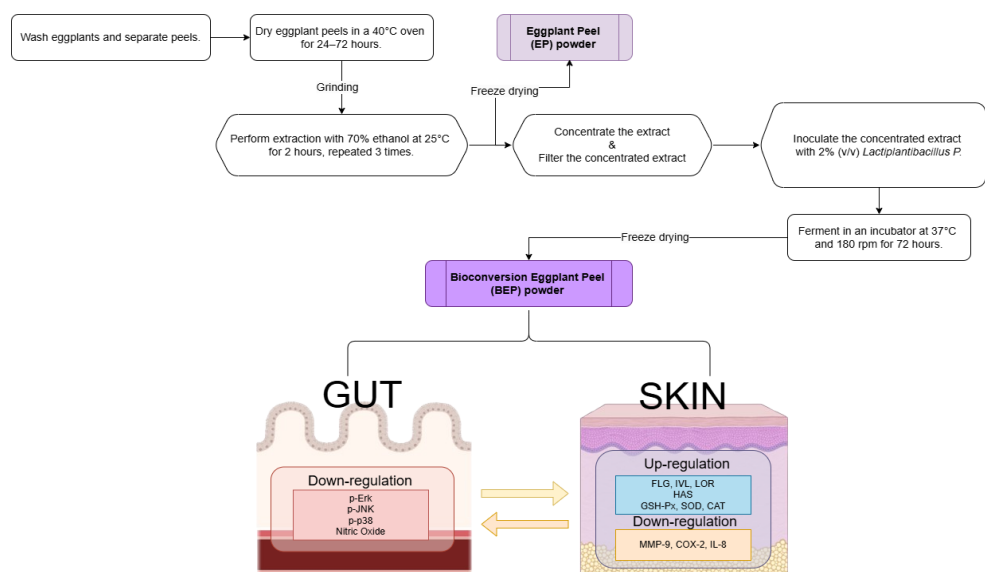 Wash eggplants and separate peels.
Dry eggplant peels in a 40°C oven
for 24–72 hours.
Eggplant Peel
(EP) powder
Grinding
Freeze drying
Perform extraction with 70% ethanol at 25°C
for 2 hours, repeated 3 times.
Concentrate the extract
&
Filter the concentrated extract
Inoculate the concentrated extract
with 2% (v/v) Lactiplantibacillus P.
Ferment in an incubator at 37°C
and 180 rpm for 72 hours.
Freeze drying
Bioconversion Eggplant Peel
(BEP) powder
GUT
Down-regulation
p-Erk
p-JNK
p-p38
Nitric Oxide
SKIN
Up-regulation
FLG, IVL, LOR
HAS
GSH-Px, SOD, CAT
Down-regulation
MMP-9, COX-2, IL-8